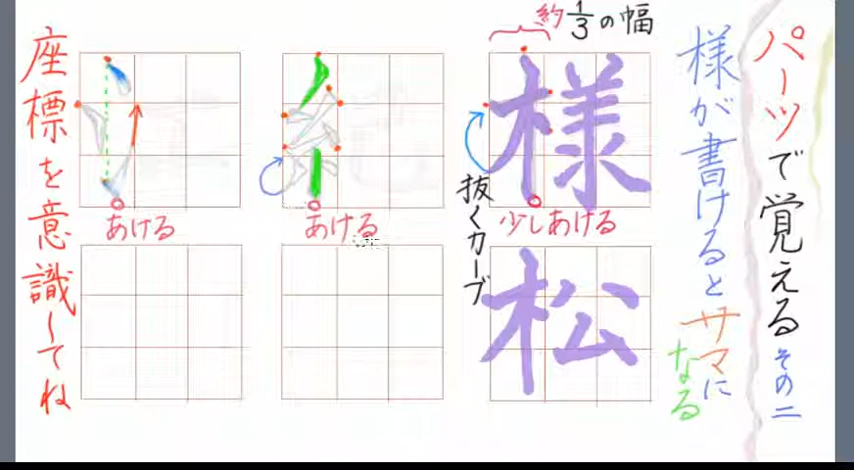 パーツで覚える その二
様が書けるとサマになる
約1/3の幅
様
抜くカーブ
少しあける
松
糸
あける
あける
座標を意識してね